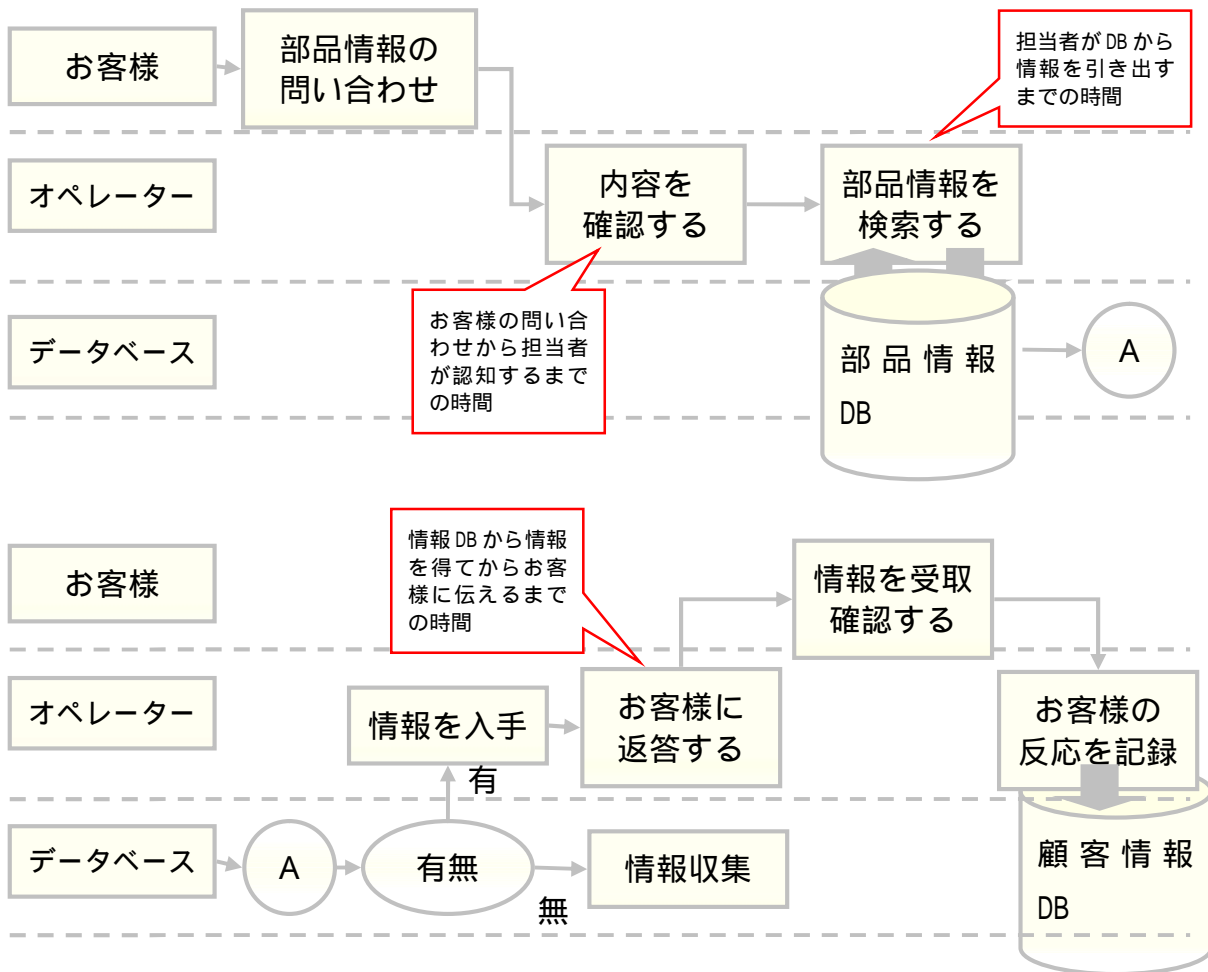 お客様
部品情報の
問い合わせ
担当者がDBから
情報を引き出す
までの時間
オペレーター
内容を
確認する
部品情報を
検索する
お客様の問い合
わせから担当者
が認知するまで
の時間
データベース
部品情報
DB
A
情報DBから情報
を得てからお客
様に伝えるまで
の時間
お客様
情報を受取
確認する
オペレーター
情報を入手
お客様に
返答する
お客様の
反応を記録
有
データベース
A
有無
無
情報収集
顧客情報
DB